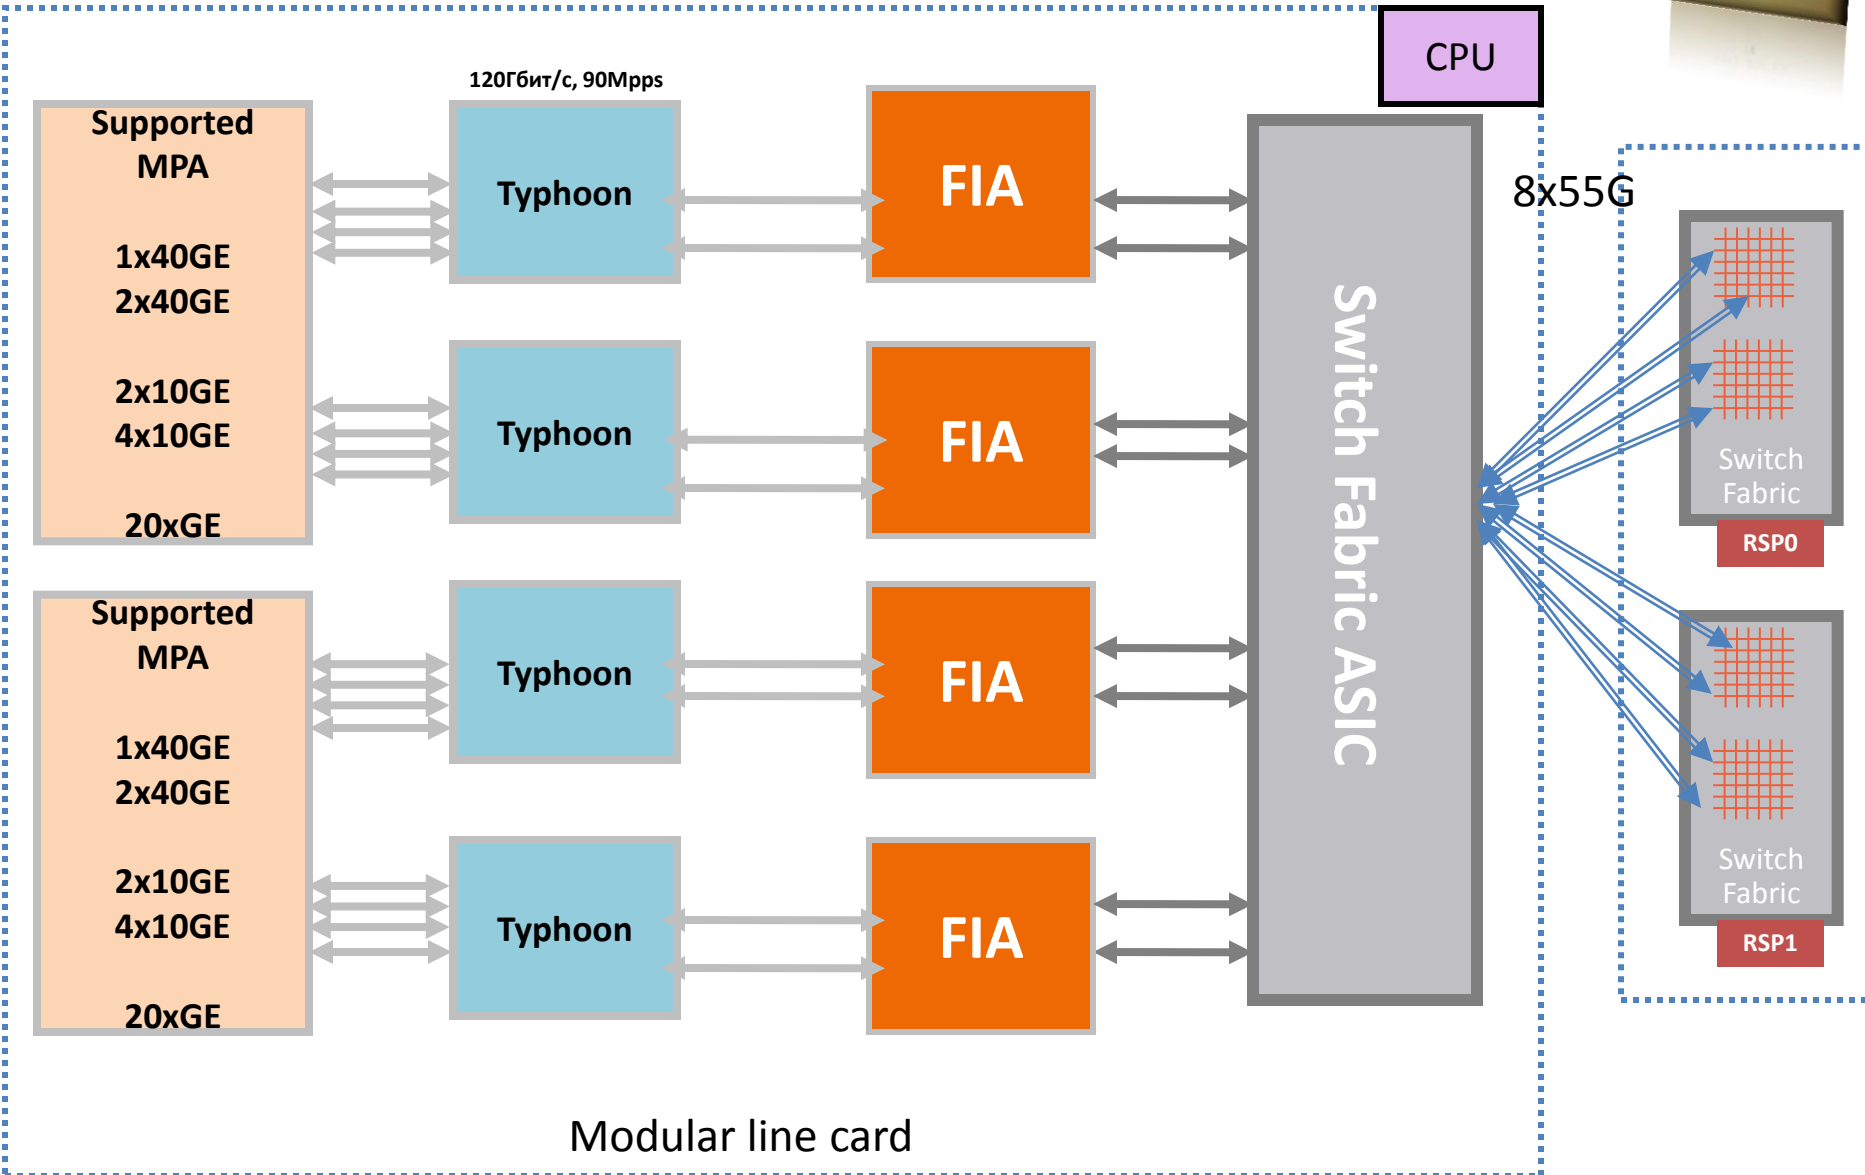 CPU
120Гбит/с, 90Mpps
Supported
MPA
1x40GE
2x40GE
2x10GE
4x10GE
20xGE
Typhoon
FIA
Typhoon
FIA
Supported
MPA
1x40GE
2x40GE
2x10GE
4x10GE
20xGE
Typhoon
FIA
Typhoon
FIA
Switch Fabric ASIC
8x55G
Switch
Fabric
RSP0
Switch
Fabric
RSP1
Modular line card